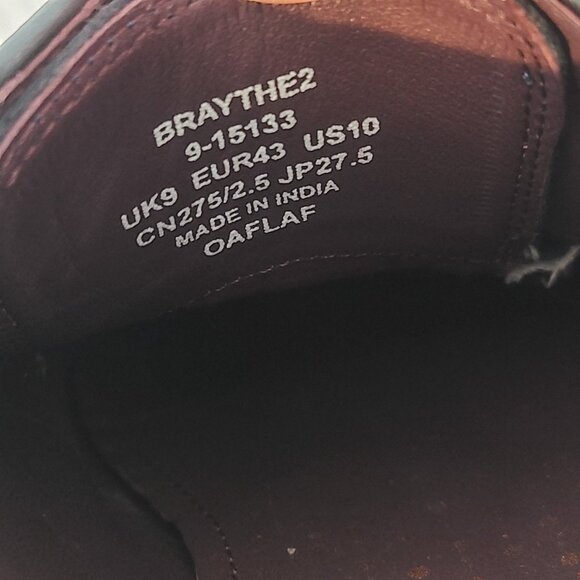 BRAYTHE2
9-15133
UK9 EUR43 US10
CN275/2.5 JP27.5
MADE IN INDIA
OAFLAF